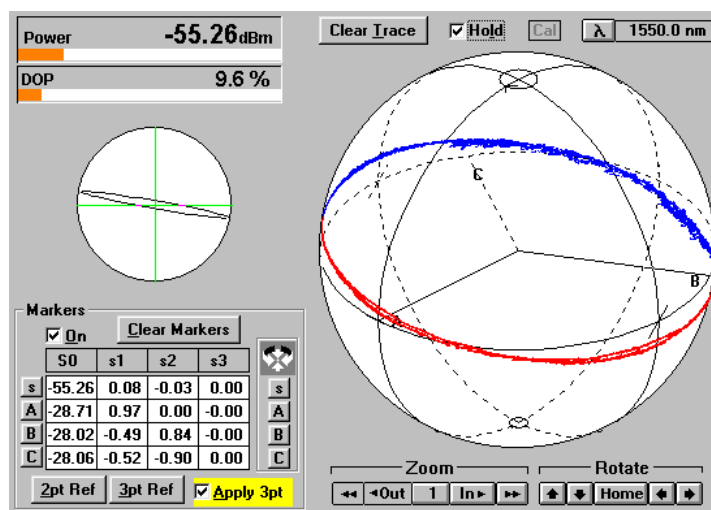 Power -55.26dBm
DOP 9.6 %
Clear Trace Hold Cal λ 1550.0 nm
C
A
B
Markers
On Clear Markers
S0 s1 s2 s3
s -55.26 0.08 -0.03 0.00 s
A -28.71 0.97 0.00 -0.00 A
B -28.02 -0.49 0.84 -0.00 B
C -28.06 -0.52 -0.90 0.00 C
2pt Ref 3pt Ref Apply 3pt
Zoom
Out 1 In
Rotate
Home